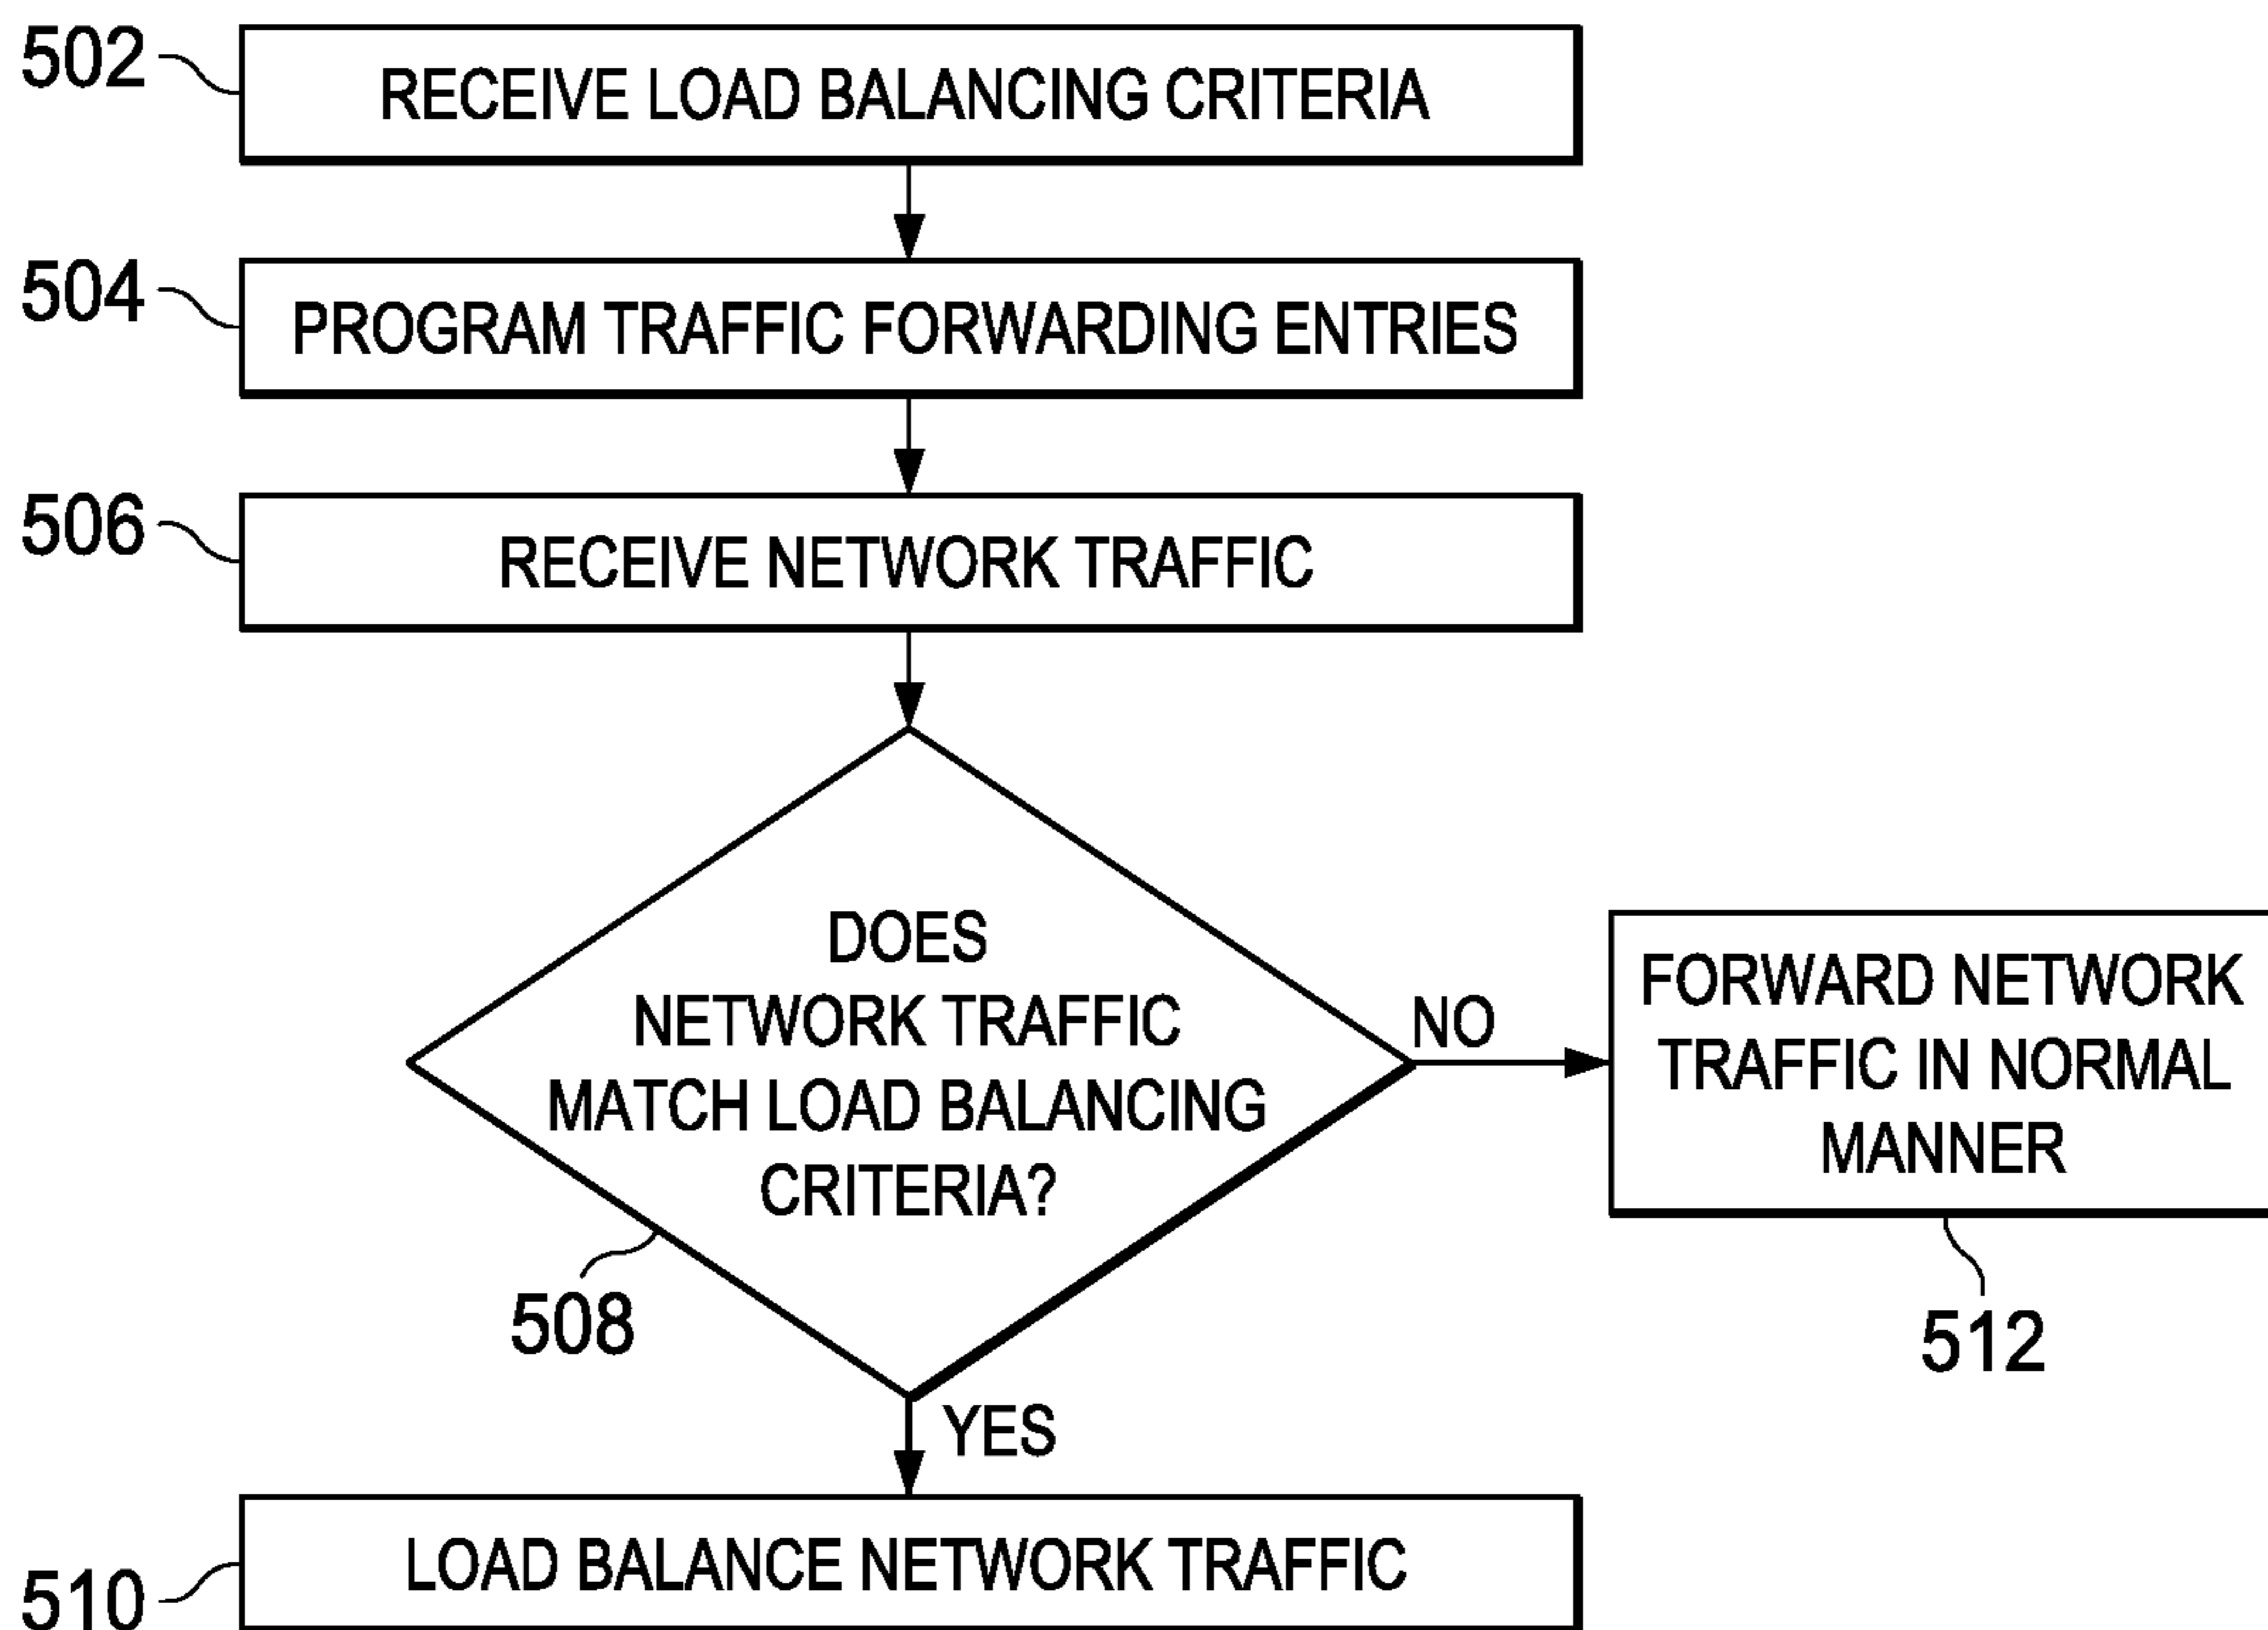 502
RECEIVE LOAD BALANCING CRITERIA
504
PROGRAM TRAFFIC FORWARDING ENTRIES
506
RECEIVE NETWORK TRAFFIC
DOES
NETWORK TRAFFIC
MATCH LOAD BALANCING
CRITERIA?
508
NO
FORWARD NETWORK
TRAFFIC IN NORMAL
MANNER
512
YES
510
LOAD BALANCE NETWORK TRAFFIC